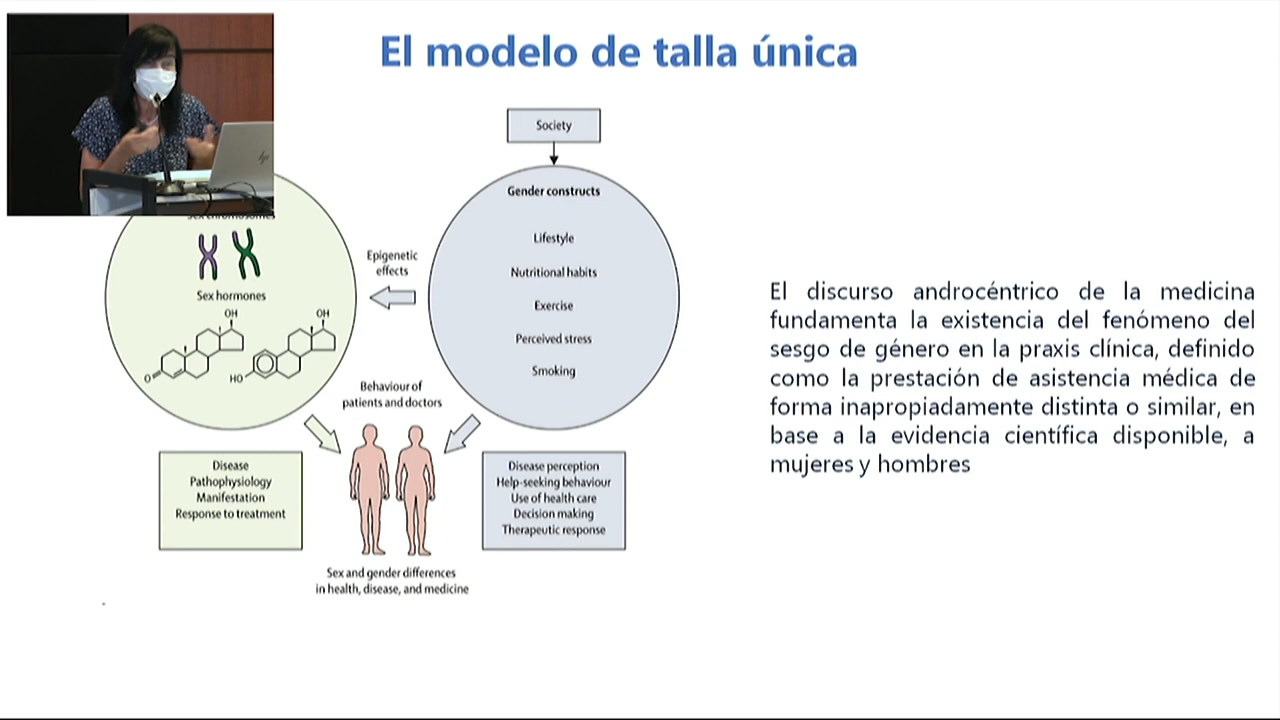 El modelo de talla única
Society
Gender constructs
Lifestyle
Nutritional habits
Exercise
Perceived stress
Smoking
Epigenetic
effects
Sex chromosomes
Sex hormones
OH
O
OH
HO
Behaviour of
patients and doctors
Disease
Pathophysiology
Manifestation
Response to treatment
Disease perception
Help-seeking behaviour
Use of health care
Decision making
Therapeutic response
Sex and gender differences
in health, disease, and medicine
El discurso androcéntrico de la medicina
fundamenta la existencia del fenómeno del
sesgo de género en la praxis clínica, definido
como la prestación de asistencia médica de
forma inapropiadamente distinta o similar, en
base a la evidencia científica disponible, a
mujeres y hombres
hp